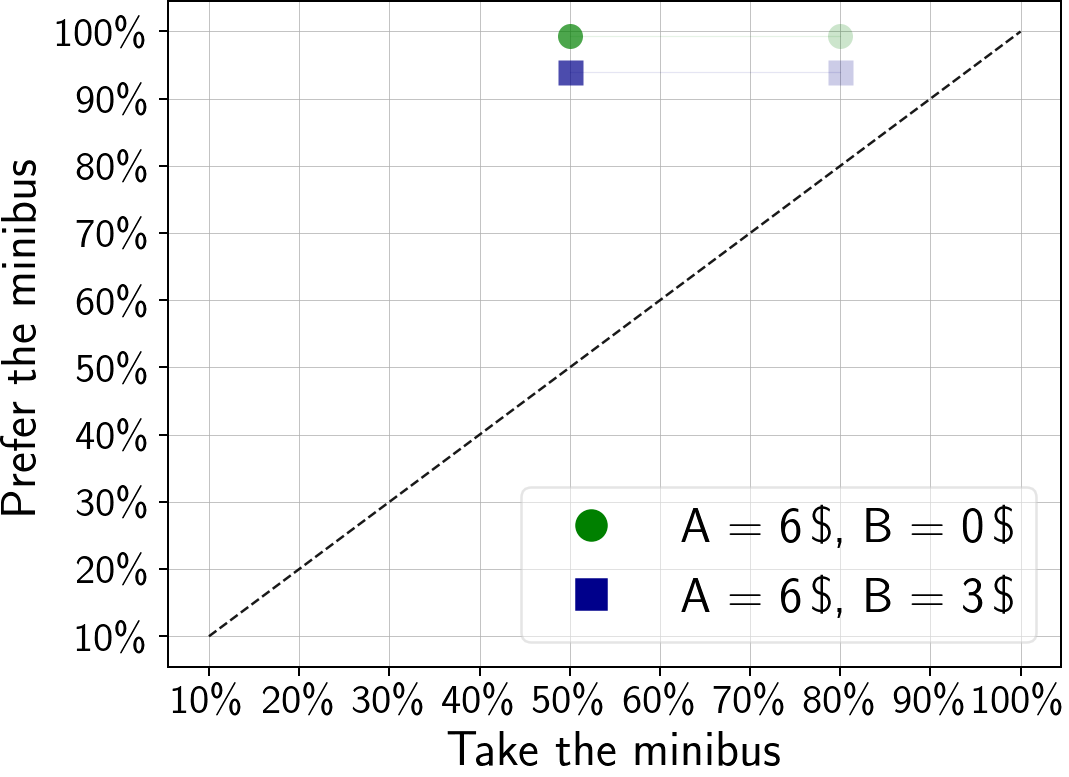 100%
90%
80%
70%
60%
50%
40%
30%
20%
10%
Prefer the minibus
A = 6 $, B = 0 $
A = 6 $, B = 3 $
10% 20% 30% 40% 50% 60% 70% 80% 90% 100%
Take the minibus